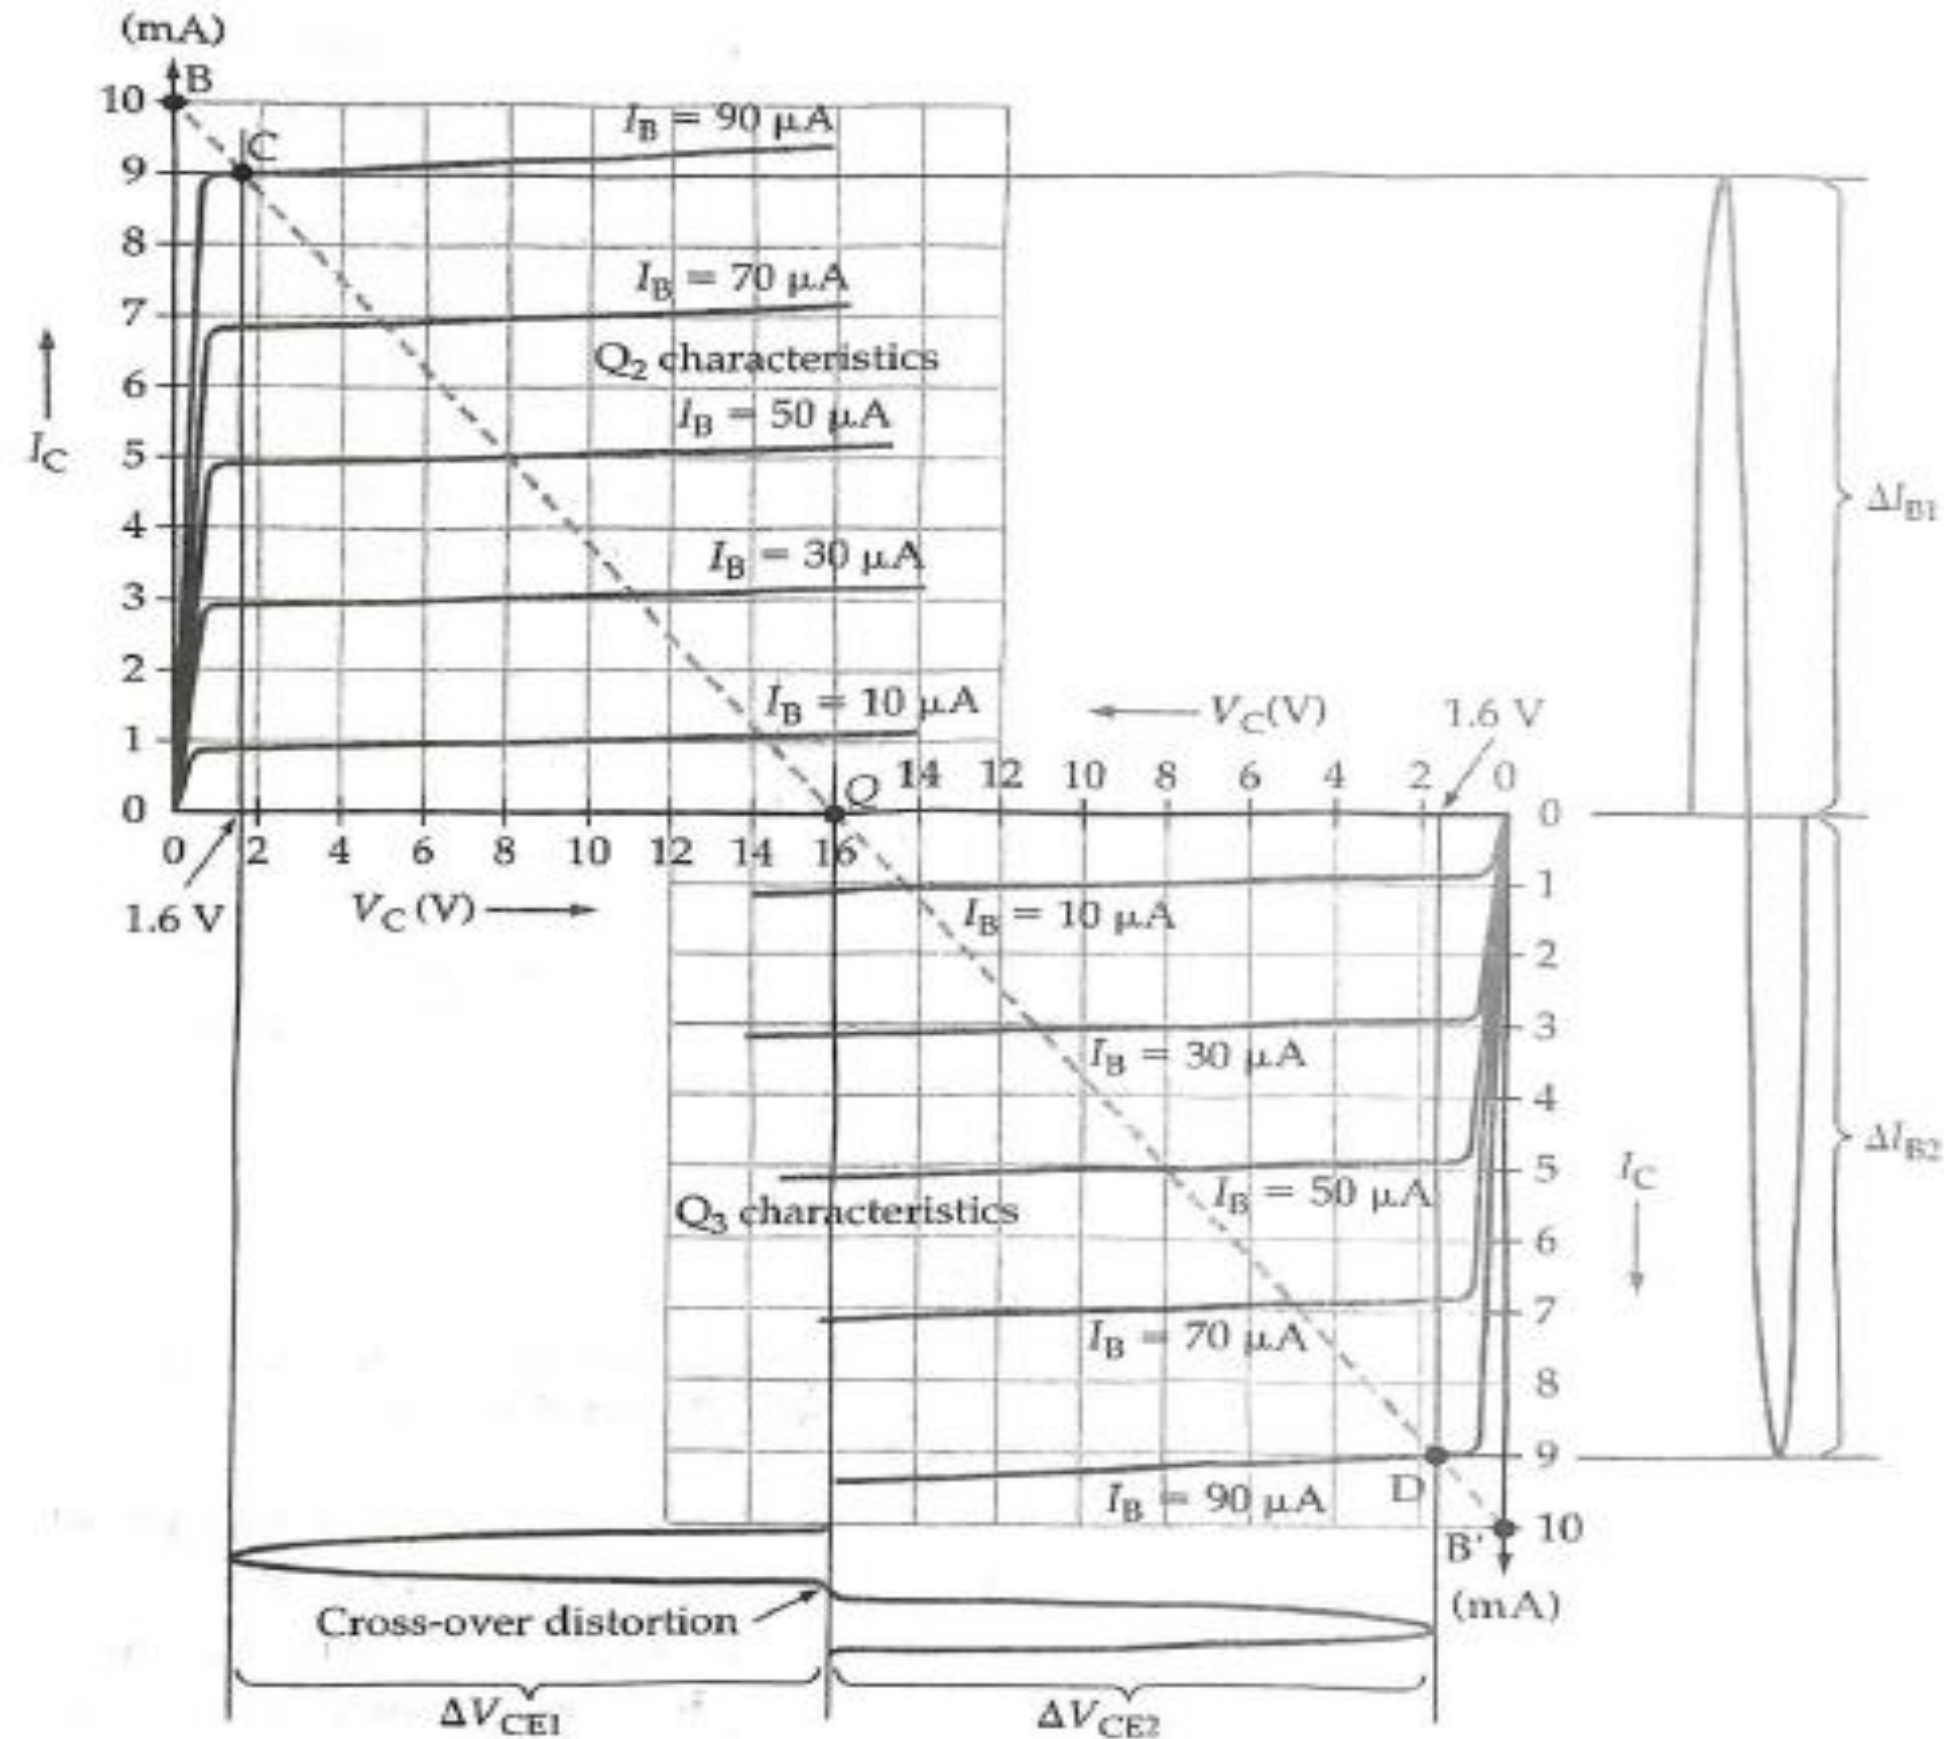 (mA)
B
10
I_B = 90 μA
C
9
8
I_B = 70 μA
7
Q₂ characteristics
6
I_B = 50 μA
I_C
5
ΔI_B1
4
I_B = 30 μA
3
2
I_B = 10 μA
V_C(V)
1.6 V
1
14 12 10 8 6 4 2 0
Q
0
0
0 2 4 6 8 10 12 14 16
1
1.6 V
V_C(V)
I_B = 10 μA
2
3
I_B = 30 μA
4
ΔI_B2
5
I_C
I_B = 50 μA
Q₃ characteristics
6
7
I_B = 70 μA
8
9
D
I_B = 90 μA
10
B'
(mA)
Cross-over distortion
ΔV_CE1
ΔV_CE2